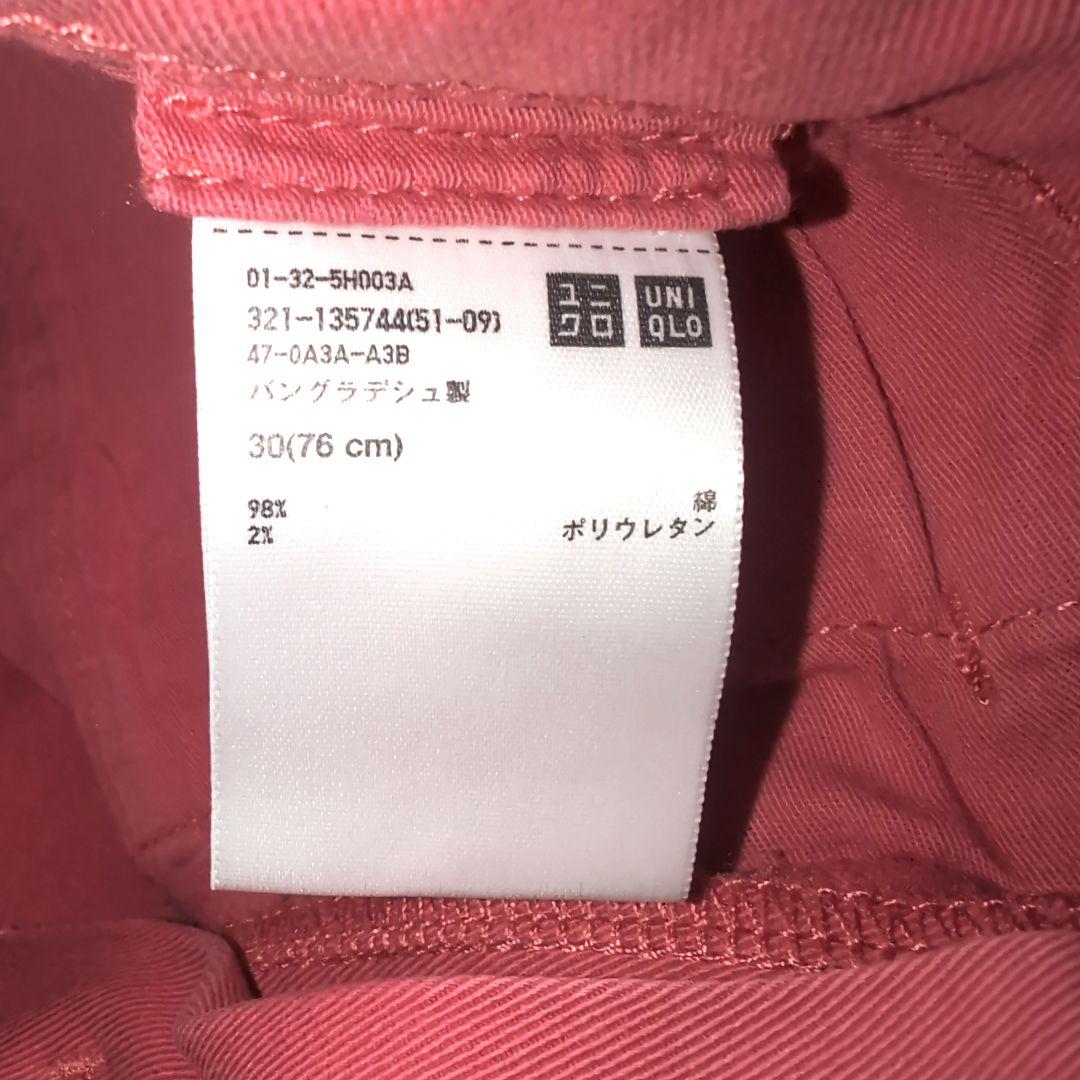 01-32-5H003A
321-135744(51-09)
47-0A3A-A3B
バングラデシュ製
30(76 cm)
98% 綿
2% ポリウレタン
ユニ
クロ
UNI
QLO